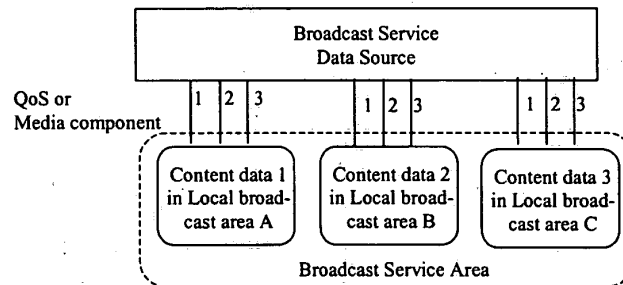 Broadcast Service
Data Source
QoS or
Media component
1 2 3
1 2 3
1 2 3
Content data 1
in Local broad-
cast area A
Content data 2
in Local broad-
cast area B
Content data 3
in Local broad-
cast area C
Broadcast Service Area